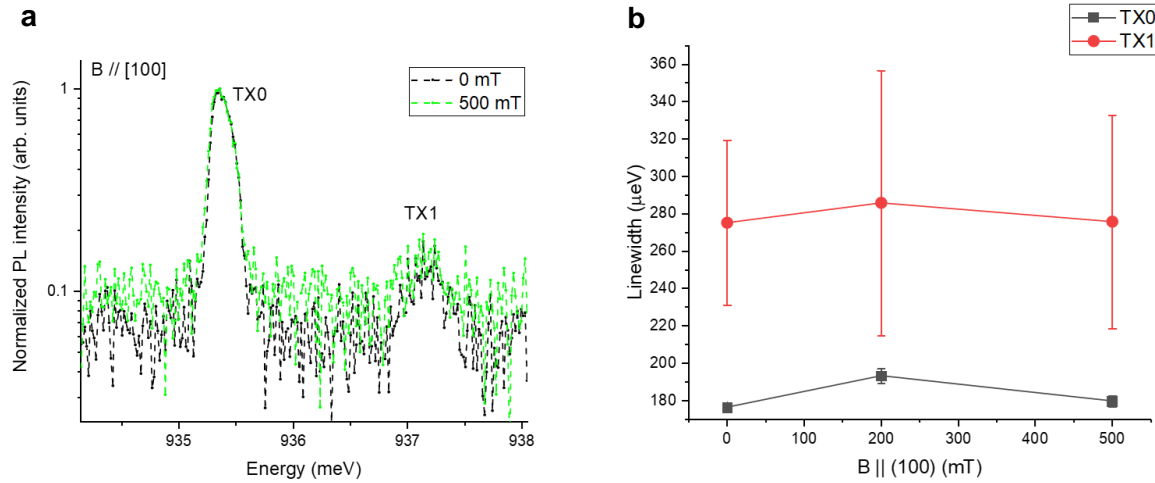 a
B // [100]
0 mT
500 mT
TX0
TX1
1
0.1
Normalized PL intensity (arb. units)
935
936
937
938
Energy (meV)
b
TX0
TX1
360
340
320
300
280
260
240
220
200
180
Linewidth (µeV)
0
100
200
300
400
500
B || (100) (mT)